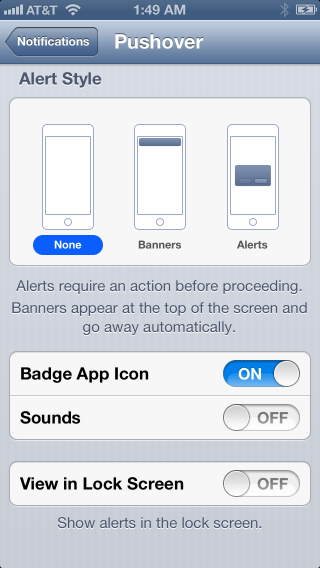 AT&T 1:49 AM
Notifications Pushover
Alert Style
None Banners Alerts
Alerts require an action before proceeding.
Banners appear at the top of the screen and
go away automatically.
Badge App Icon ON
Sounds OFF
View in Lock Screen OFF
Show alerts in the lock screen.